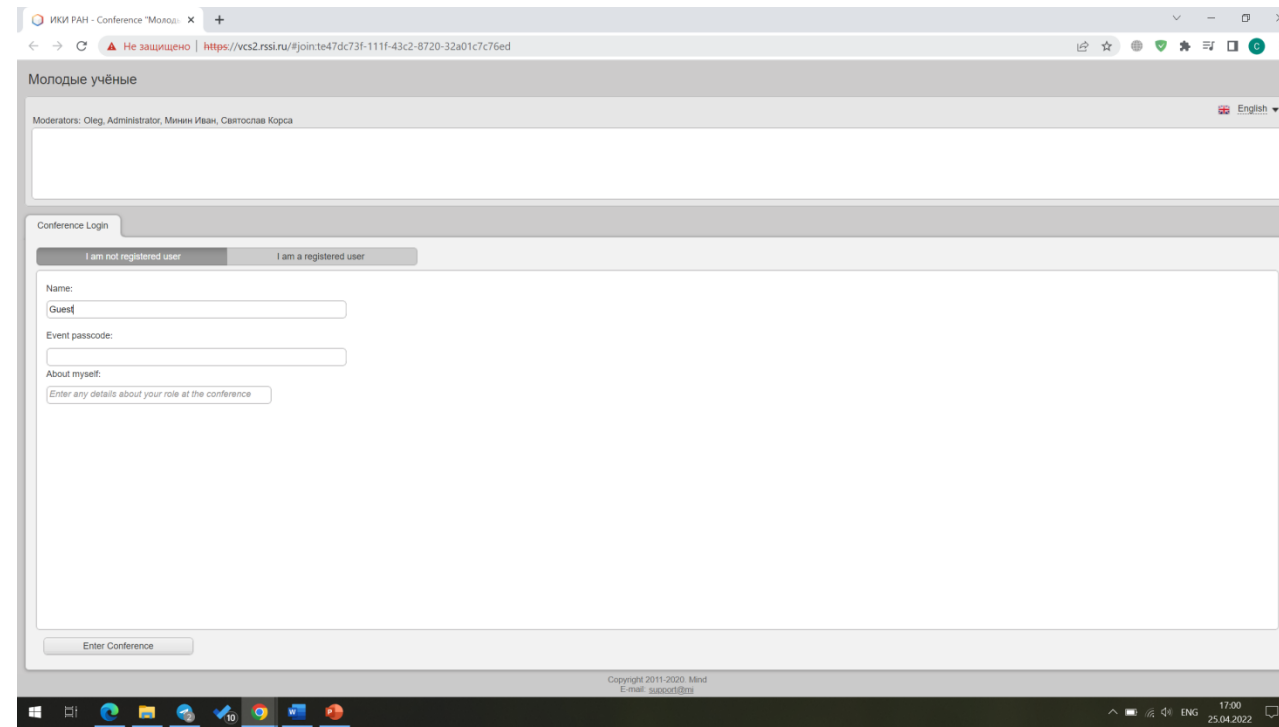 ИКИ РАН - Conference "Молоды
Не защищено | https://vcs2.rssi.ru/#join:te47dc73f-111f-43c2-8720-32a01c7c76ed
C
Молодые учёные
English
Moderators: Oleg, Administrator, Минин Иван, Святослав Корса
Conference Login
I am not registered user
I am a registered user
Name:
Guest
Event passcode:
About myself:
Enter any details about your role at the conference
Enter Conference
Copyright 2011-2020. Mind
E-mail: support@mi
10
ENG
17:00
25.04.2022